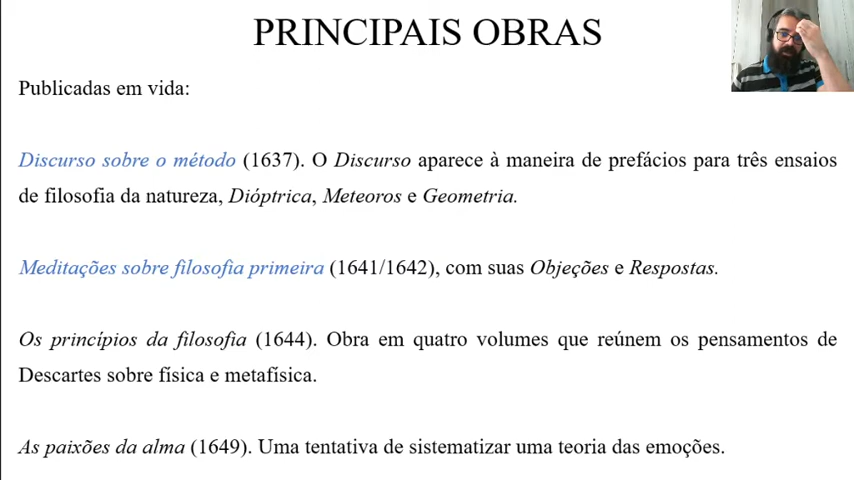 PRINCIPAIS OBRAS
Publicadas em vida:
Discurso sobre o método (1637). O Discurso aparece à maneira de prefácios para três ensaios
de filosofia da natureza, Dióptrica, Meteoros e Geometria.
Meditações sobre filosofia primeira (1641/1642), com suas Objeções e Respostas.
Os princípios da filosofia (1644). Obra em quatro volumes que reúnem os pensamentos de
Descartes sobre física e metafísica.
As paixões da alma (1649). Uma tentativa de sistematizar uma teoria das emoções.